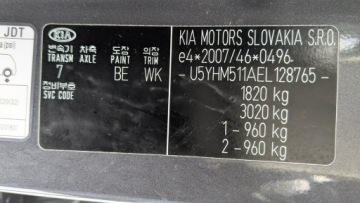 JDT
(psi)
KIA
변속기 차축 도장 의장
TRANSM AXLE PAINT TRIM
7 BE WK
정비부호
SVC CODE
KIA MOTORS SLOVAKIA S.R.O.
e4*2007/46*0496
- U5YHM511AEL128765 -
1820 kg
3020 kg
1 - 960 kg
2 - 960 kg